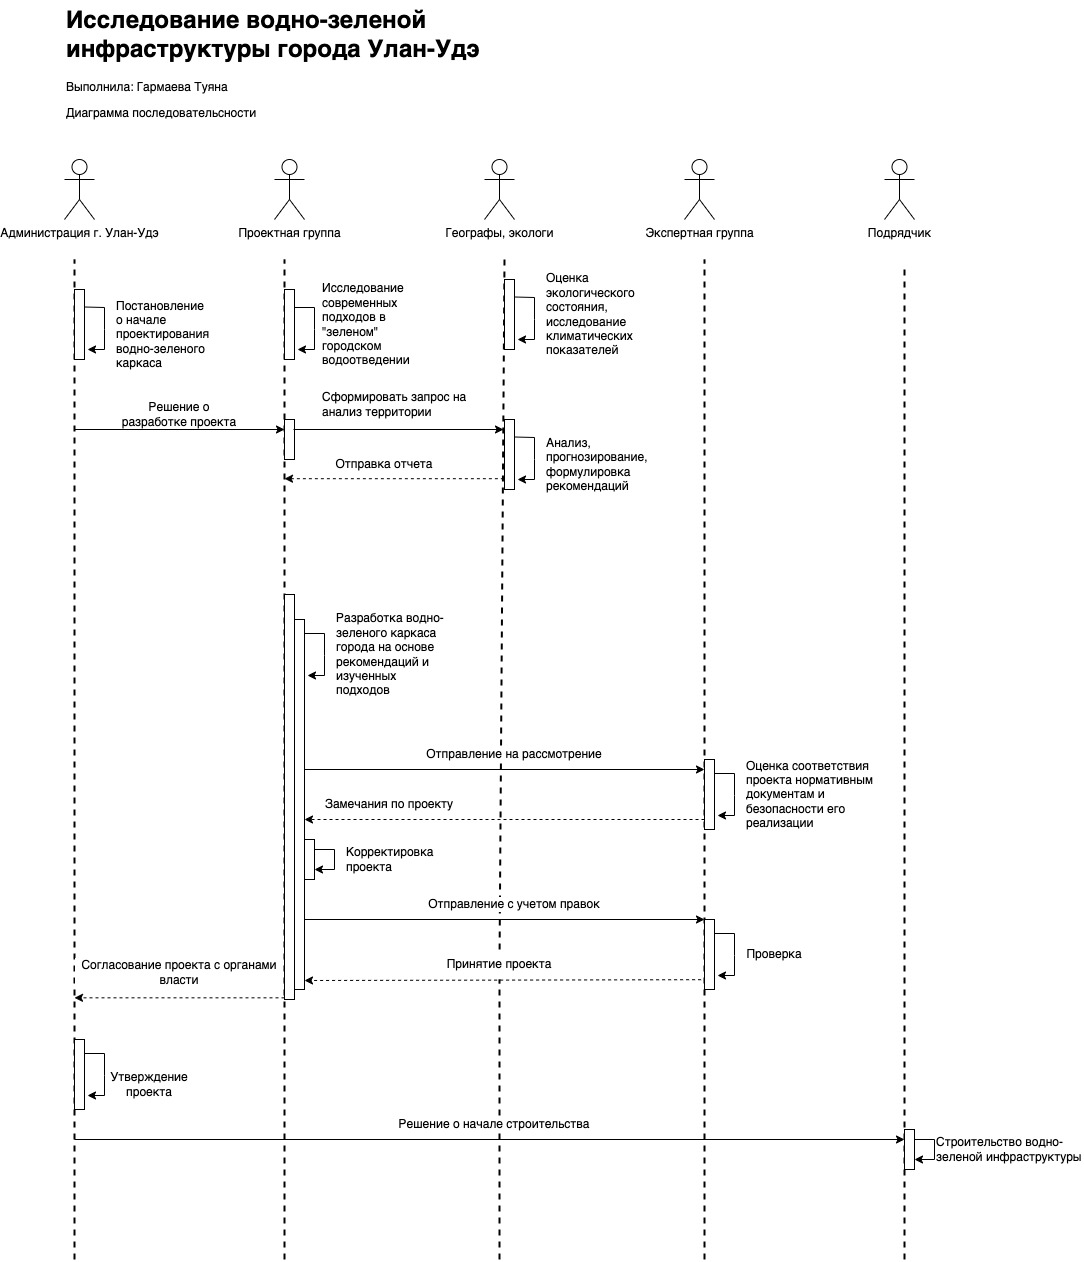 Исследование водно-зеленой
инфраструктуры города Улан-Удэ
Выполнила: Гармаева Туяна
Диаграмма последовательсности
Администрация г. Улан-Удэ
Проектная группа
Географы, экологи
Экспертная группа
Подрядчик
Постановление
о начале
проектирования
водно-зеленого
каркаса
Исследование
современных
подходов в
"зеленом"
городском
водоотведении
Оценка
экологического
состояния,
исследование
климатических
показателей
Решение о
разработке проекта
Сформировать запрос на
анализ территории
Анализ,
прогнозирование,
формулировка
рекомендаций
Отправка отчета
Разработка водно-
зеленого каркаса
города на основе
рекомендаций и
изученных
подходов
Отправление на рассмотрение
Оценка соответствия
проекта нормативным
документам и
безопасности его
реализации
Замечания по проекту
Корректировка
проекта
Отправление с учетом правок
Проверка
Принятие проекта
Согласование проекта с органами
власти
Утверждение
проекта
Решение о начале строительства
Строительство водно-
зеленой инфраструктуры